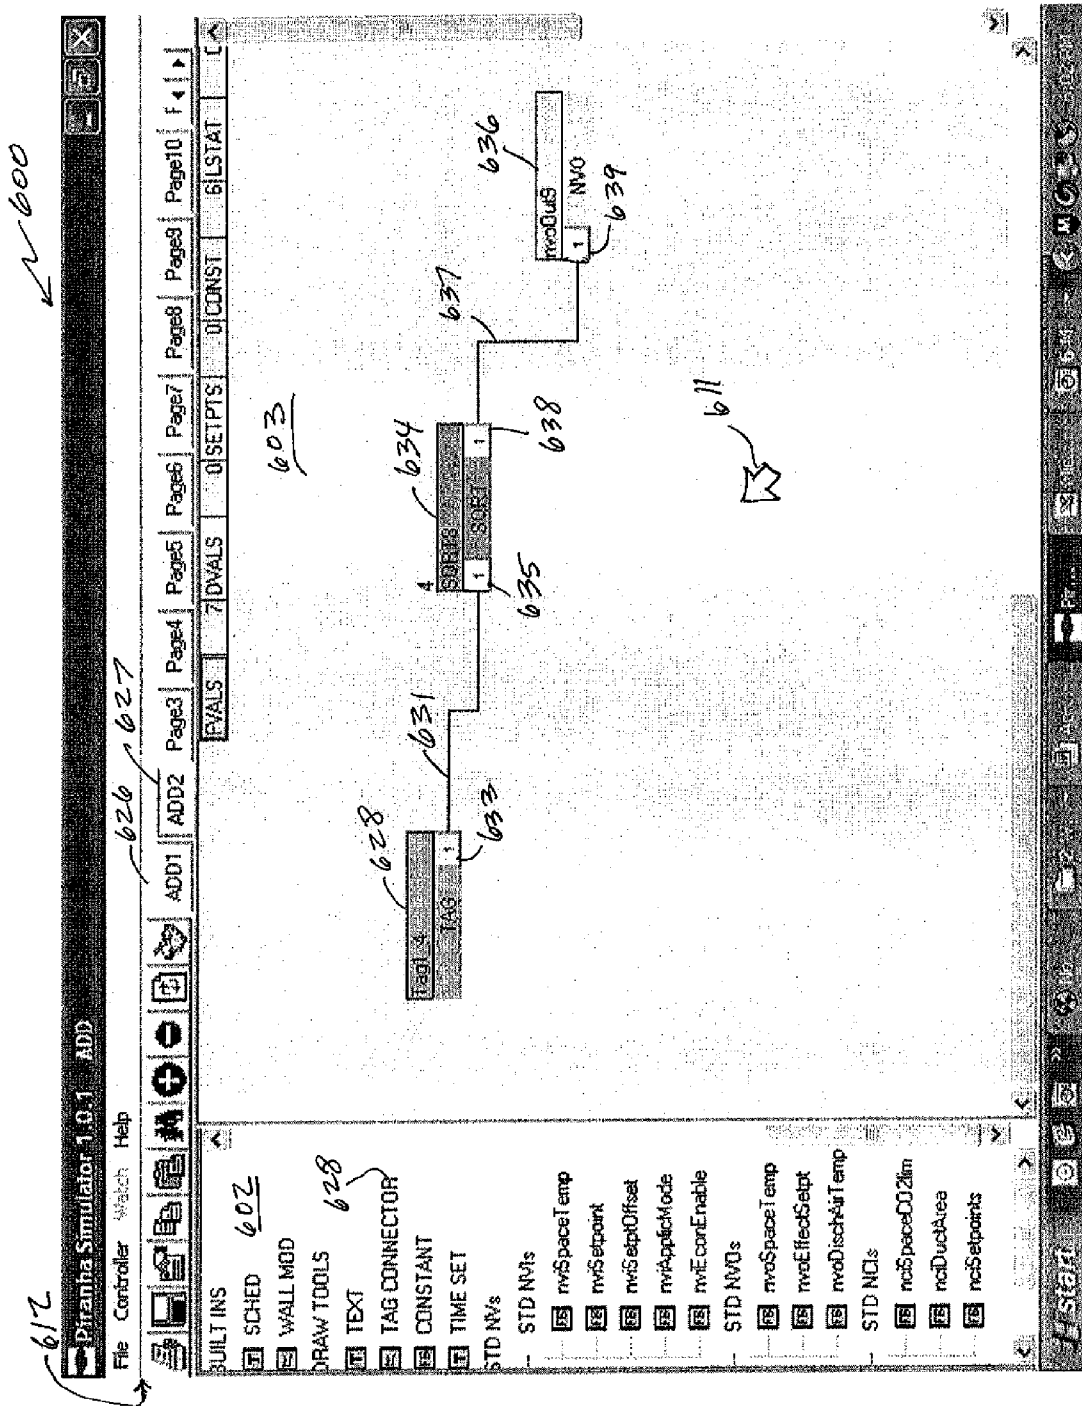 600
612
Piranha Simulator 1.0.1 - ADD
File Controller Watch Help
626
627
ADD1 ADD2 Page3 Page4 Page5 Page6 Page7 Page8 Page9 Page10
BUILT INS
SCHED
602
WALL MOD
DRAW TOOLS
628
TEXT
TAG CONNECTOR
CONSTANT
TIME SET
STD NVs
STD NVIs
nviSpaceTemp
nviSetpoint
nviSetptOffset
nviApplicMode
nviEconEnable
STD NVOs
nvoSpaceTemp
nvoEffectSetpt
nvoDischAirTemp
STD NCIs
nciSpaceCO2lim
nciDuctArea
nciSetpoints
7 DVALS 0 SETPTS 0 CONST 6 LSTAT
603
628
Tag1_4
TAG 1
633
631
634
4
1 1
635
638
637
636
nvoOut9
1 NVO
639
611
start